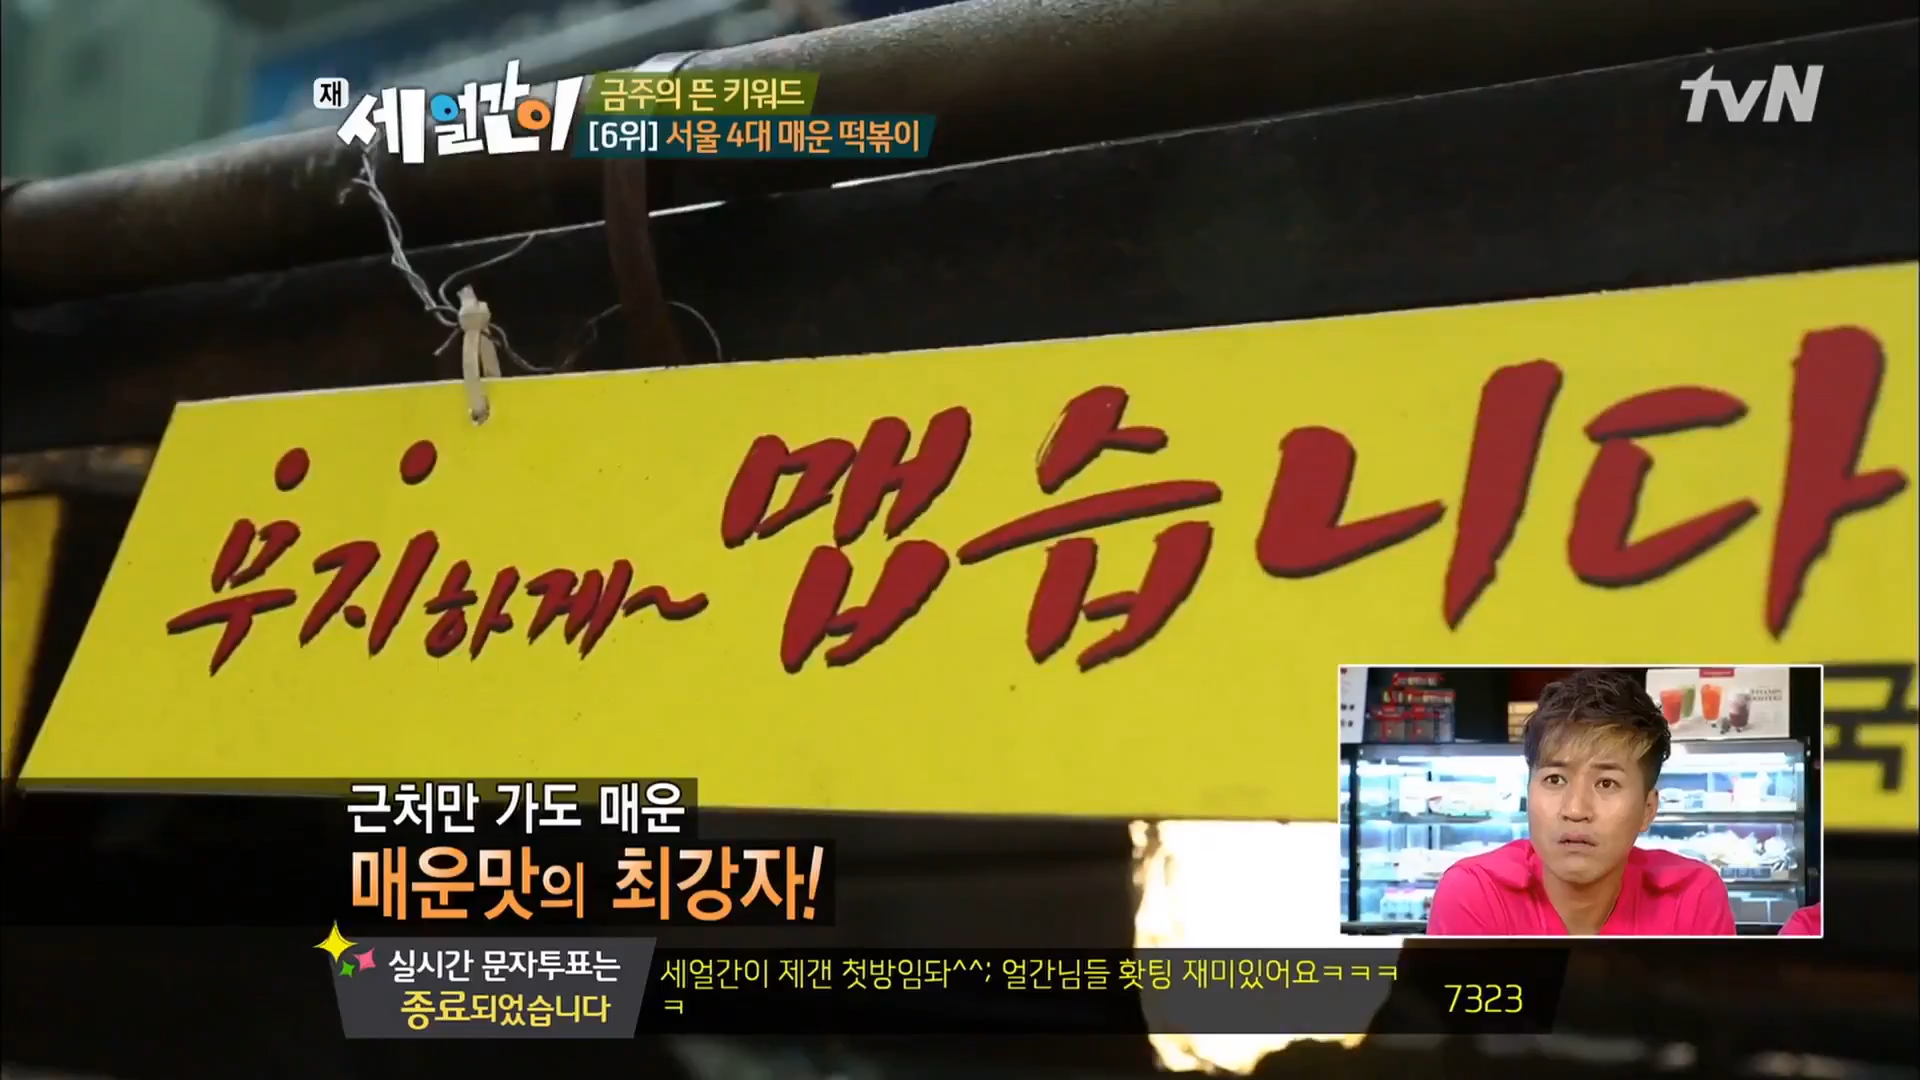 재 세얼간이
금주의 뜬 키워드
[6위] 서울 4대 매운 떡볶이
tvN
무지하게~ 맵습니다
국
근처만 가도 매운
매운맛의 최강자!
실시간 문자투표는
종료되었습니다
세얼간이 제갠 첫방임돠^^; 얼간님들 홧팅 재미있어요ㅋㅋㅋ
ㅋ
7323